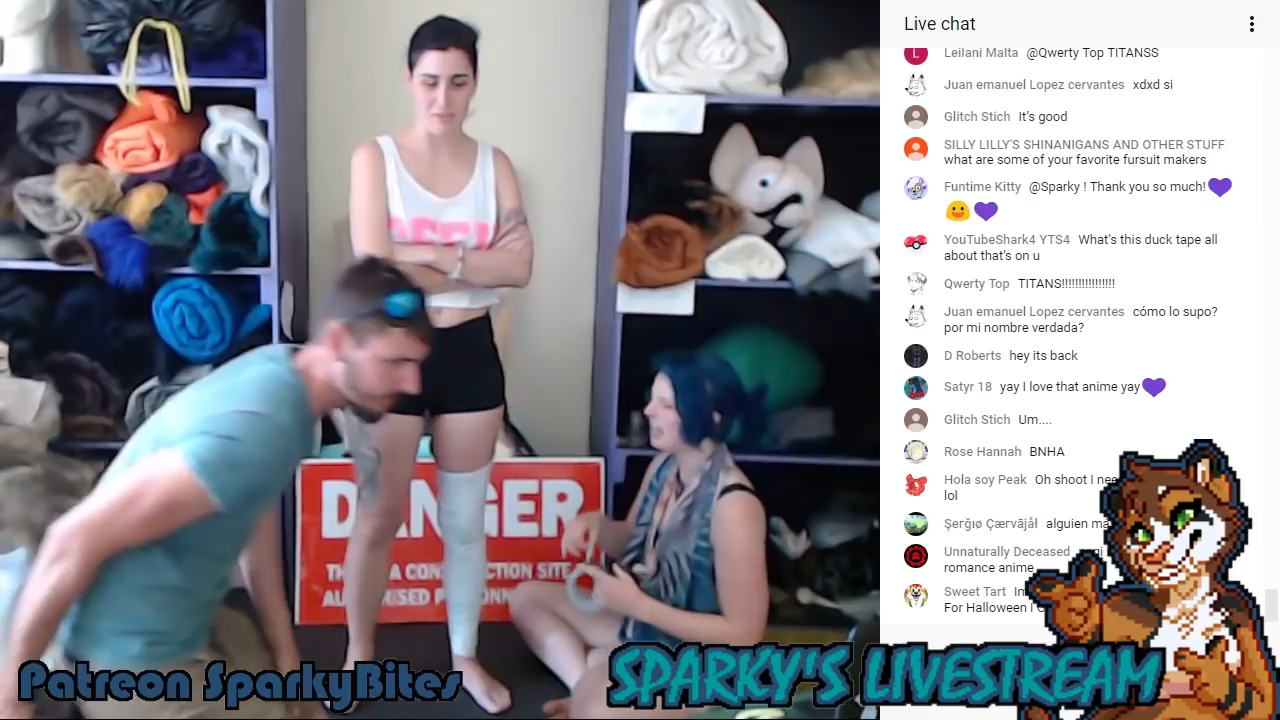 Live chat
Leilani Malta @Qwerty Top TITANSS
Juan emanuel Lopez cervantes xdxd si
Glitch Stich It's good
SILLY LILLY'S SHINANIGANS AND OTHER STUFF
what are some of your favorite fursuit makers
Funtime Kitty @Sparky ! Thank you so much!
YouTubeShark4 YTS4 What's this duck tape all
about that's on u
Qwerty Top TITANS!!!!!!!!!!!!!!!!!
Juan emanuel Lopez cervantes cómo lo supo?
por mi nombre verdada?
D Roberts hey its back
Satyr 18 yay I love that anime yay
Glitch Stich Um....
Rose Hannah BNHA
Hola soy Peak Oh shoot I
lol
Şerğıø Çærväjåł alguien
Unnaturally Deceased
romance anime
Sweet Tart
For Halloween I
DANGER
A CON CTION SITE
SPARKY'S LIVESTREAM
Patreon SparkyBites